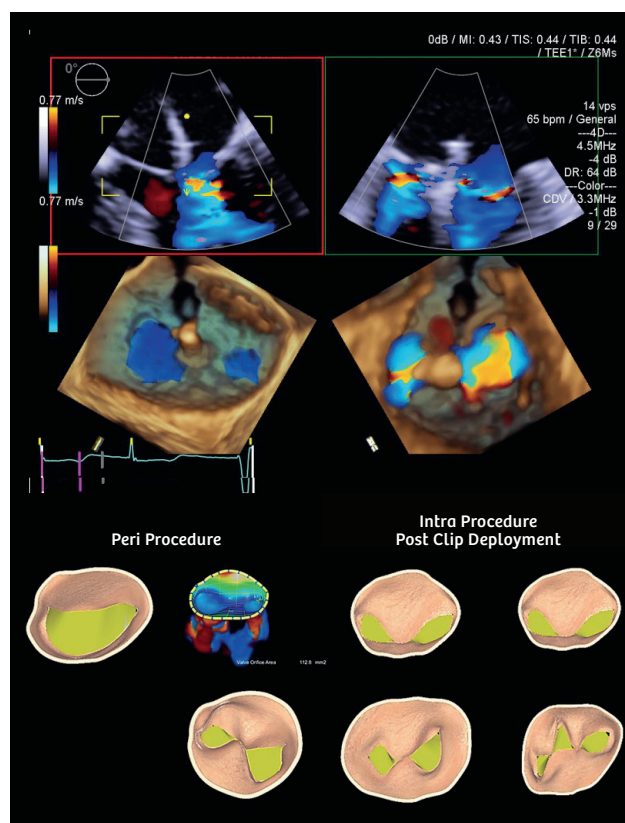 0dB / MI: 0.43 / TIS: 0.44 / TIB: 0.44
/ TEE1° / Z6Ms
0°
0.77 m/s
0.77 m/s
14 vps
65 bpm / General
---4D---
4.5MHz
-4 dB
DR: 64 dB
---Color---
CDV / 3.3MHz
-1 dB
9 / 29
Peri Procedure
Intra Procedure
Post Clip Deployment
Valve Orifice Area 112.8 mm2